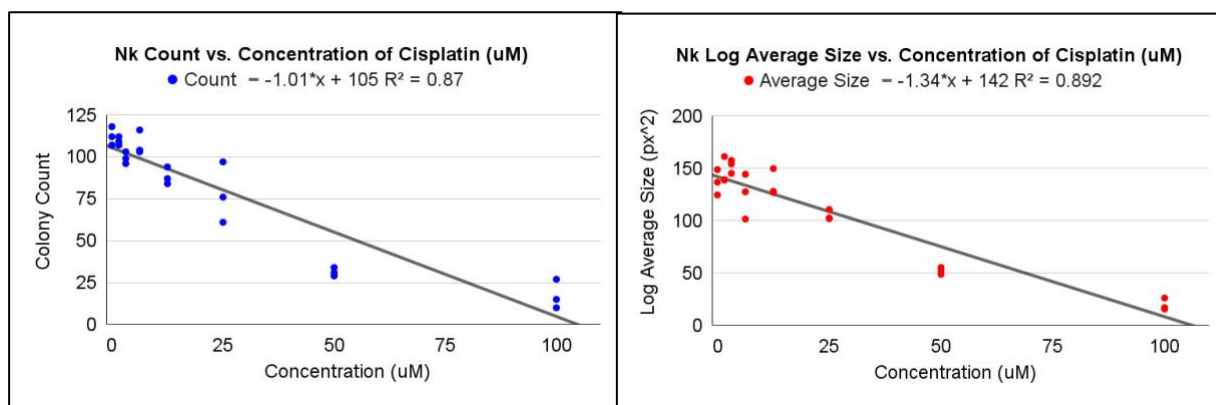 Nk Count vs. Concentration of Cisplatin (uM)
Count -1.01*x + 105 R² = 0.87
125
100
75
50
25
0
Colony Count
0 25 50 75 100
Concentration (uM)
Nk Log Average Size vs. Concentration of Cisplatin (uM)
Average Size -1.34*x + 142 R² = 0.892
200
150
100
50
0
Log Average Size (px^2)
0 25 50 75 100
Concentration (uM)